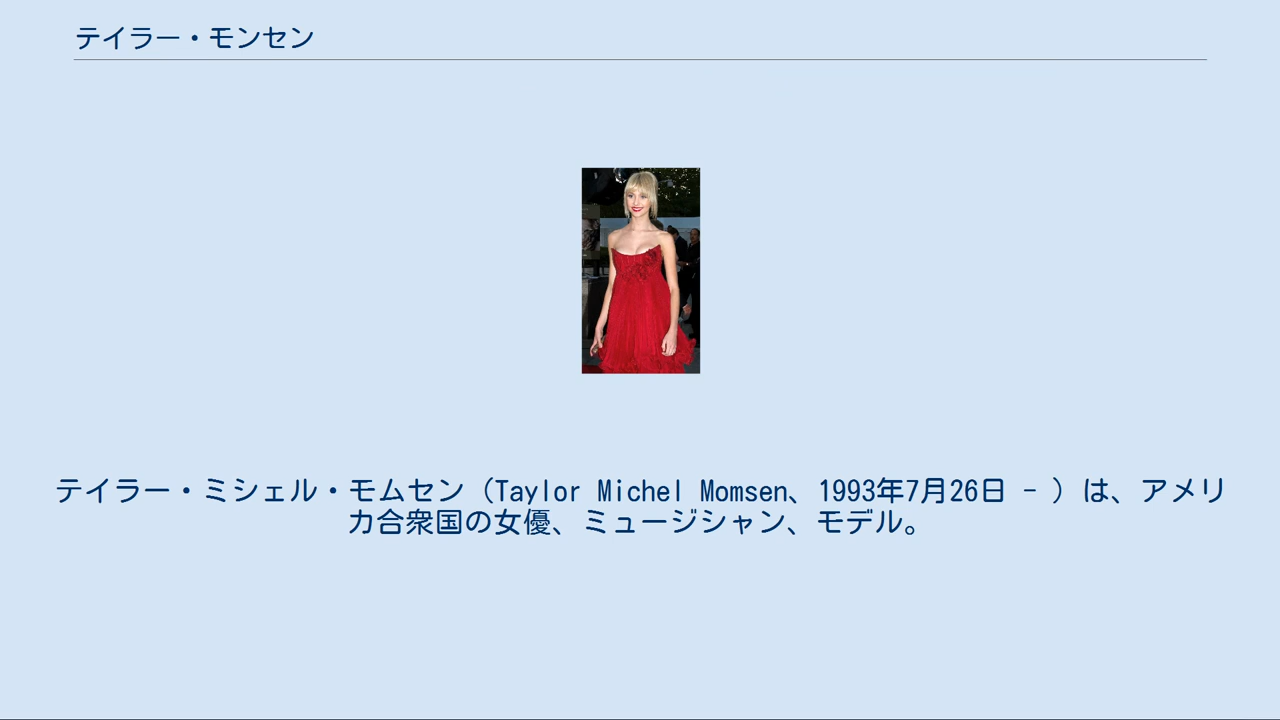 テイラー・モンセン
テイラー・ミシェル・モムセン（Taylor Michel Momsen、1993年7月26日 - ）は、アメリ
カ合衆国の女優、ミュージシャン、モデル。